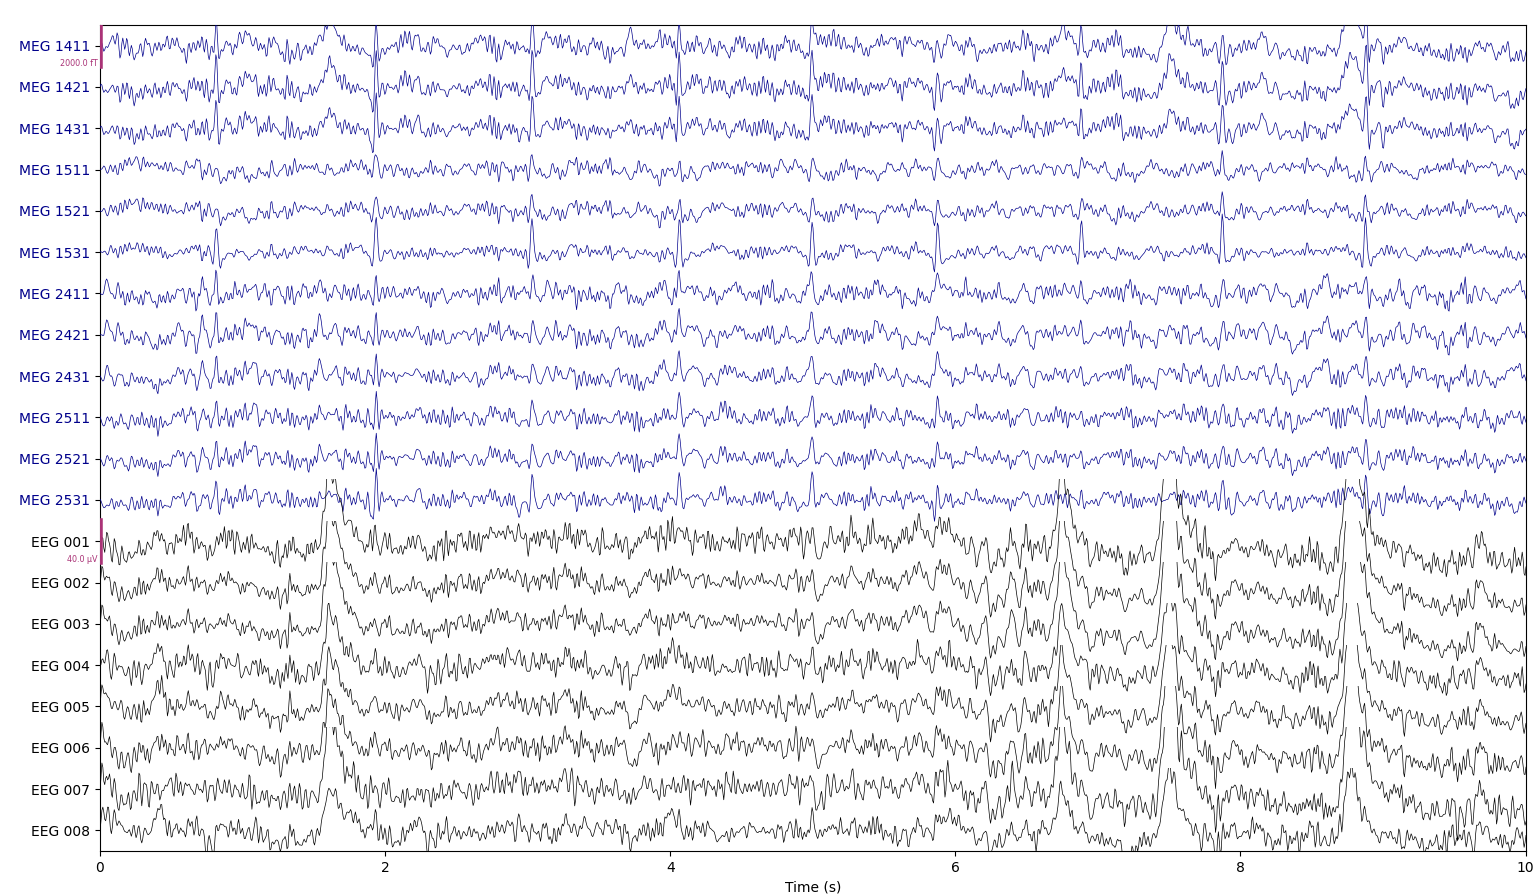 MEG 1411
2000.0 fT
MEG 1421
MEG 1431
MEG 1511
MEG 1521
MEG 1531
MEG 2411
MEG 2421
MEG 2431
MEG 2511
MEG 2521
MEG 2531
EEG 001
40.0 µV
EEG 002
EEG 003
EEG 004
EEG 005
EEG 006
EEG 007
EEG 008
0 2 4 6 8 10
Time (s)